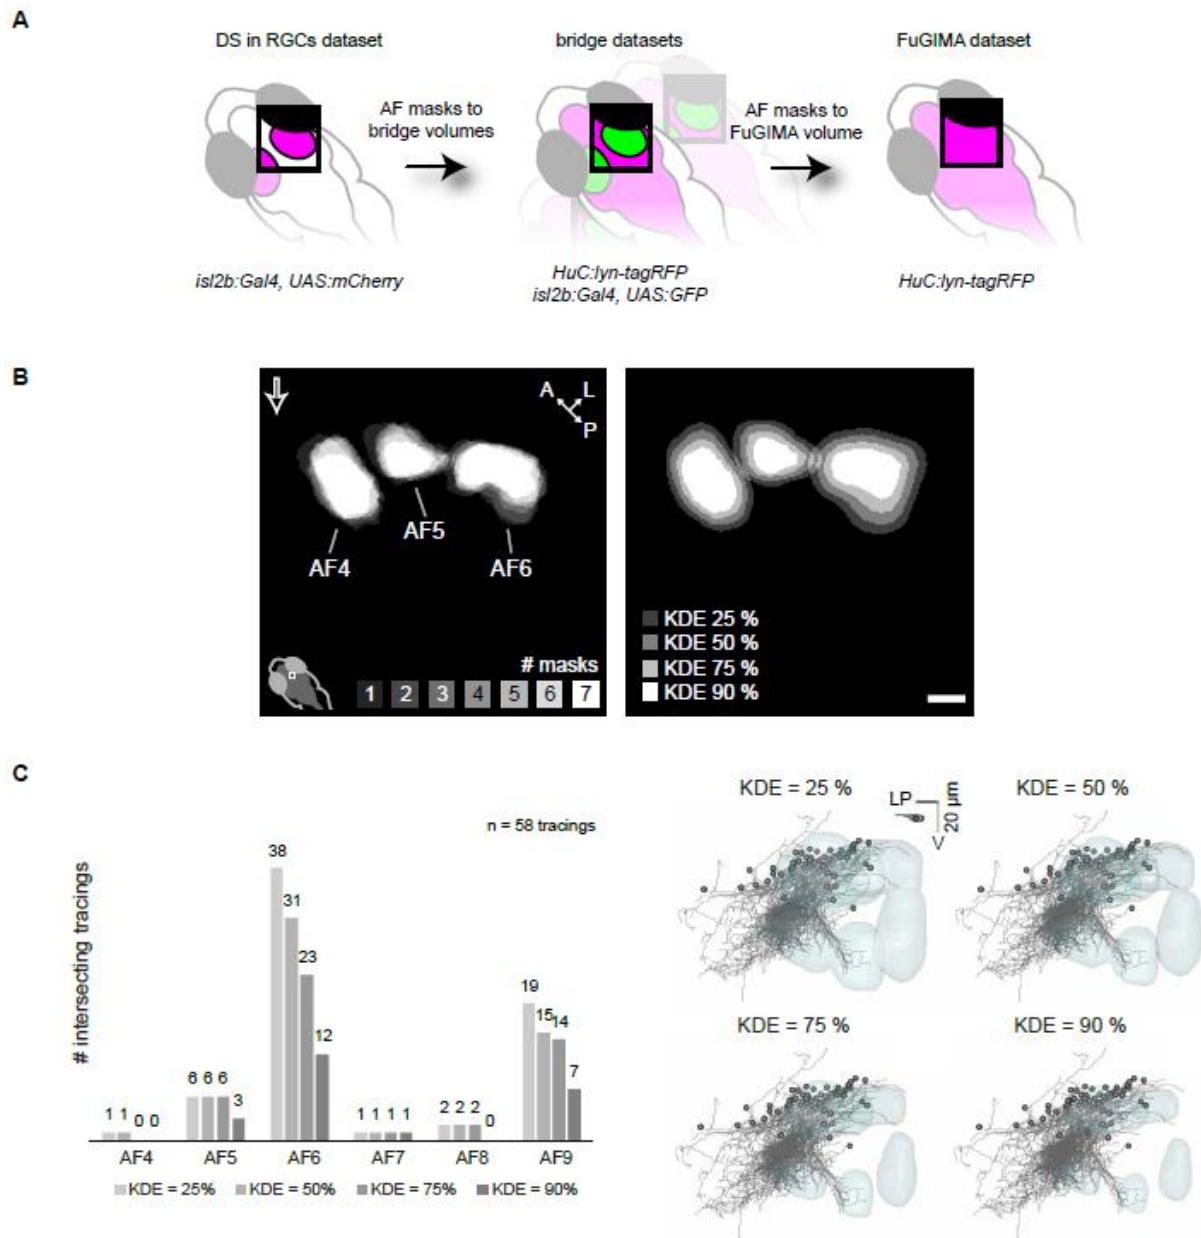 A
DS in RGCs dataset
bridge datasets
FuGIMA dataset
AF masks to
bridge volumes
AF masks to
FuGIMA volume
isl2b:Gal4, UAS:mCherry
HuC:lyn-tagRFP
isl2b:Gal4, UAS:GFP
HuC:lyn-tagRFP
B
A L
P
AF4
AF5
AF6
# masks
1 2 3 4 5 6 7
KDE 25 %
KDE 50 %
KDE 75 %
KDE 90 %
C
# intersecting tracings
n = 58 tracings
1 1 0 0
6 6 6 3
38 31 23 12
1 1 1 1
2 2 2 0
19 15 14 7
AF4 AF5 AF6 AF7 AF8 AF9
KDE = 25% KDE = 50% KDE = 75% KDE = 90%
KDE = 25 %
LP
V
20 µm
KDE = 50 %
KDE = 75 %
KDE = 90 %